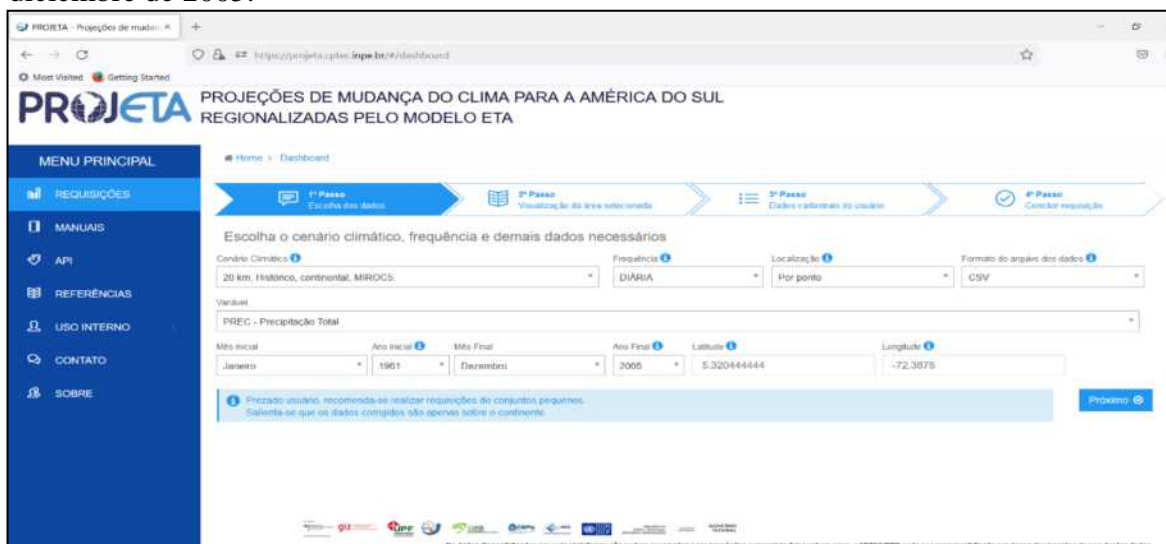 diciembre de 2005.
PROJETA - Projeções de mudan
https://projeta.cptec.inpe.br/#/dashboard
Most Visited Getting Started
PROJETA
PROJEÇÕES DE MUDANÇA DO CLIMA PARA A AMÉRICA DO SUL
REGIONALIZADAS PELO MODELO ETA
MENU PRINCIPAL
Home > Dashboard
REQUISIÇÕES
1º Passo
Escolha dos dados
2º Passo
Visualização da área selecionada
3º Passo
Dados cadastrais do usuário
4º Passo
Concluir requisição
MANUAIS
API
REFERÊNCIAS
USO INTERNO
CONTATO
SOBRE
Escolha o cenário climático, frequência e demais dados necessários
Cenário Climático
Frequência
Localização
Formato do arquivo dos dados
20 km, Histórico, continental, MIROC5.
DIÁRIA
Por ponto
CSV
Variável
PREC - Precipitação Total
Mês Inicial
Ano Inicial
Mês Final
Ano Final
Latitude
Longitude
Janeiro
1961
Dezembro
2005
5.320444444
-72.3876
Prezado usuário, recomenda-se realizar requisições de conjuntos pequenos.
Salienta-se que os dados corrigidos são apenas sobre o continente.
Próximo
giz